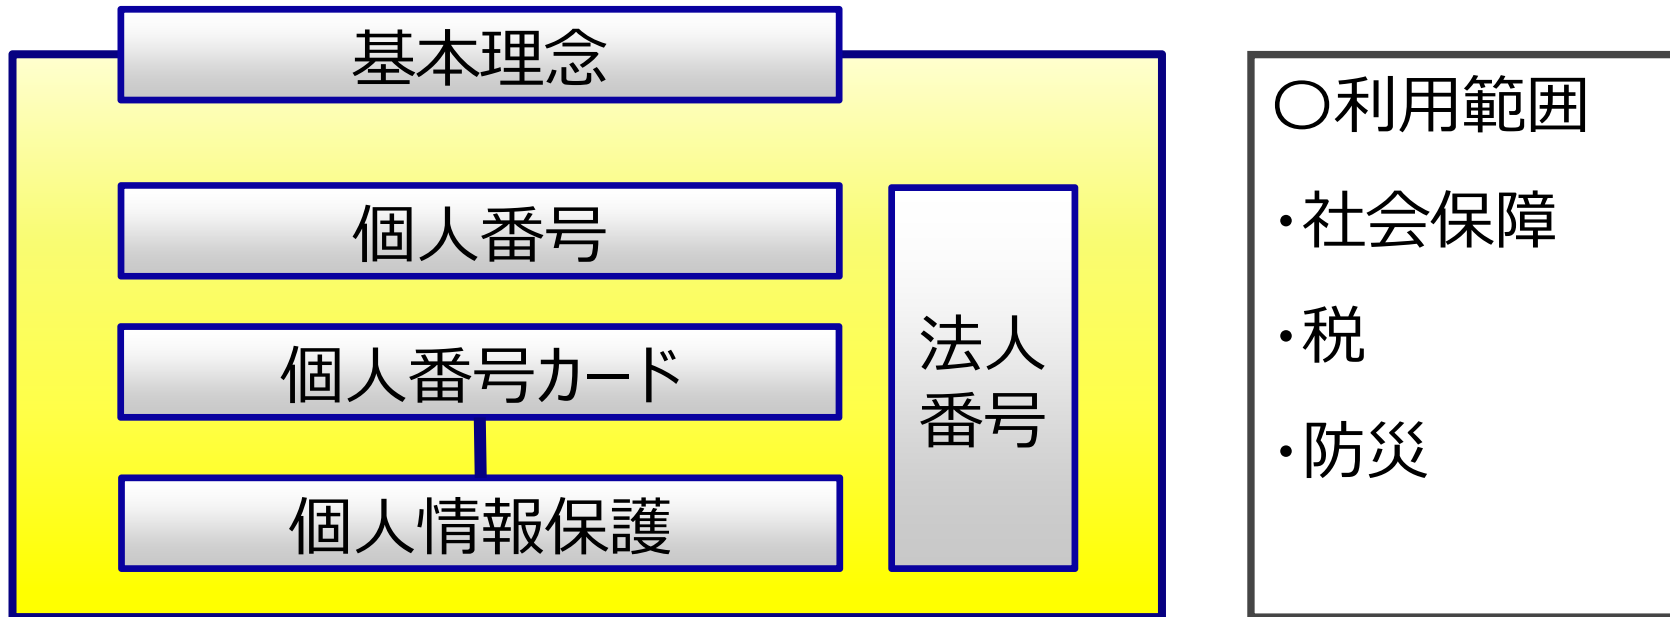 基本理念
個人番号
個人番号カード
個人情報保護
法人
番号
○利用範囲
・社会保障
・税
・防災